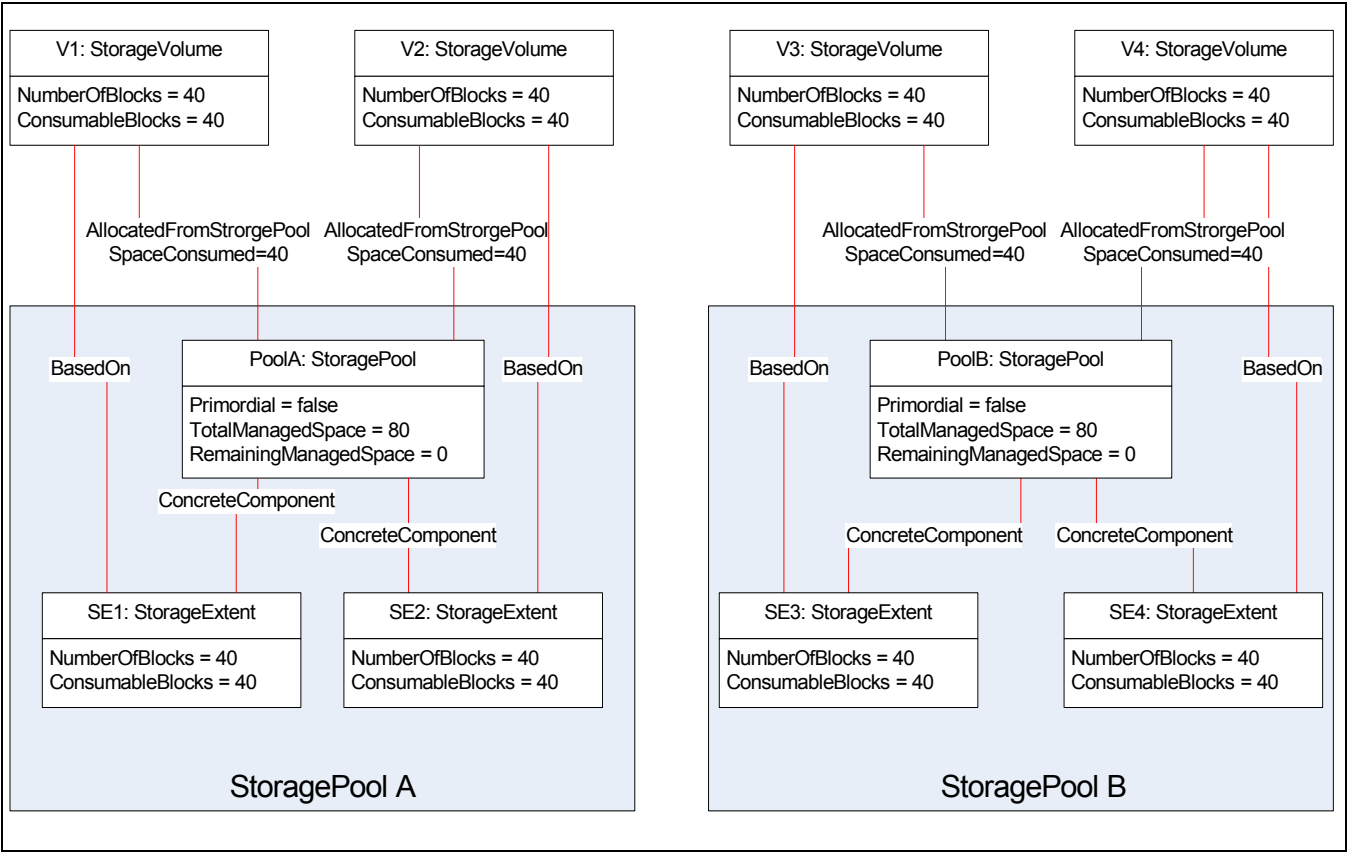 V1: StorageVolume
NumberOfBlocks = 40
ConsumableBlocks = 40
V2: StorageVolume
NumberOfBlocks = 40
ConsumableBlocks = 40
V3: StorageVolume
NumberOfBlocks = 40
ConsumableBlocks = 40
V4: StorageVolume
NumberOfBlocks = 40
ConsumableBlocks = 40
AllocatedFromStrorgePool
SpaceConsumed=40
AllocatedFromStrorgePool
SpaceConsumed=40
AllocatedFromStrorgePool
SpaceConsumed=40
AllocatedFromStrorgePool
SpaceConsumed=40
BasedOn
PoolA: StoragePool
Primordial = false
TotalManagedSpace = 80
RemainingManagedSpace = 0
BasedOn
BasedOn
PoolB: StoragePool
Primordial = false
TotalManagedSpace = 80
RemainingManagedSpace = 0
BasedOn
ConcreteComponent
ConcreteComponent
ConcreteComponent
ConcreteComponent
SE1: StorageExtent
NumberOfBlocks = 40
ConsumableBlocks = 40
SE2: StorageExtent
NumberOfBlocks = 40
ConsumableBlocks = 40
SE3: StorageExtent
NumberOfBlocks = 40
ConsumableBlocks = 40
SE4: StorageExtent
NumberOfBlocks = 40
ConsumableBlocks = 40
StoragePool A
StoragePool B